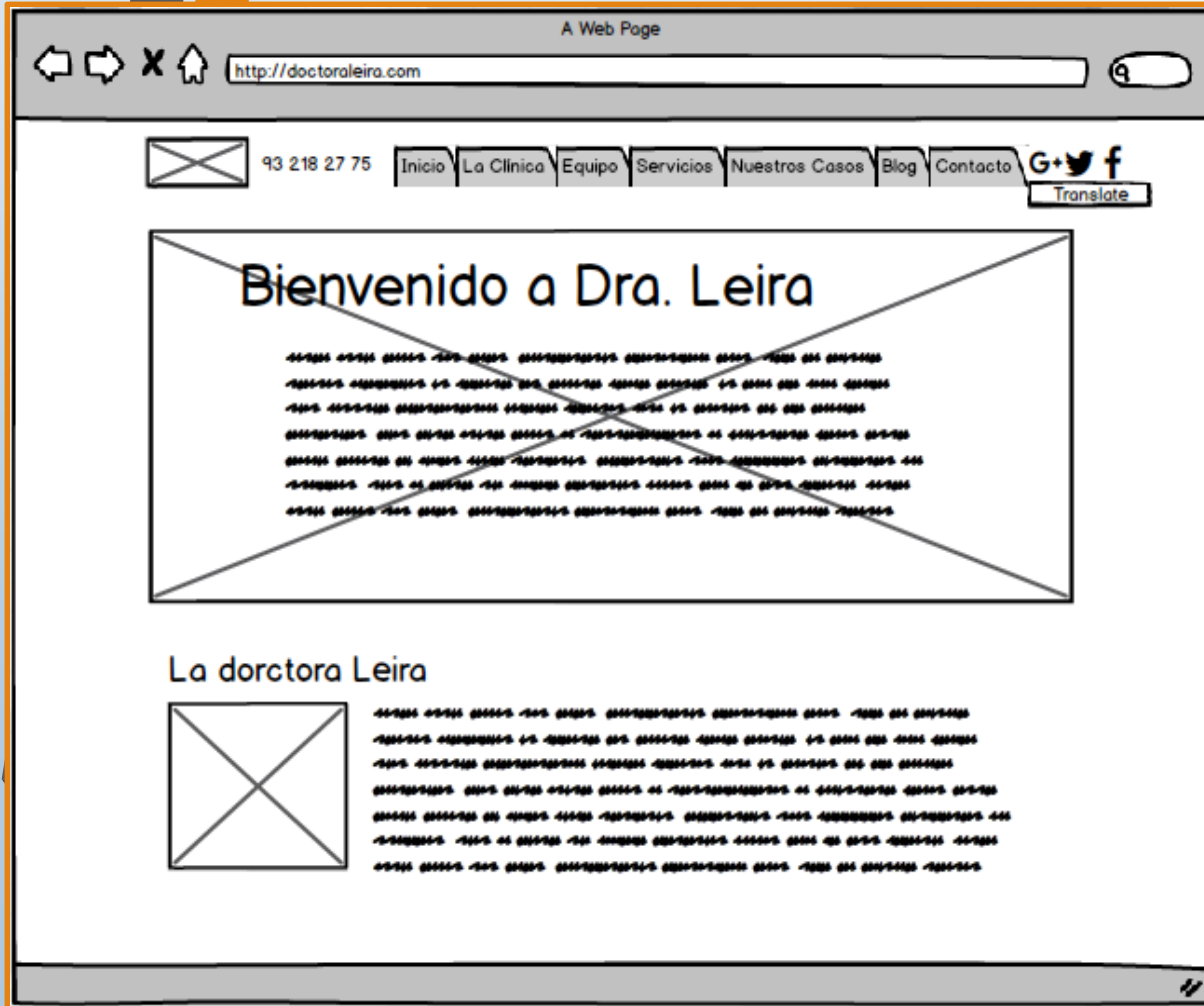 A Web Page
http://doctoraleira.com
93 218 27 75 Inicio La Clínica Equipo Servicios Nuestros Casos Blog Contacto G+ f
Translate
Bienvenido a Dra. Leira
La dorctora Leira